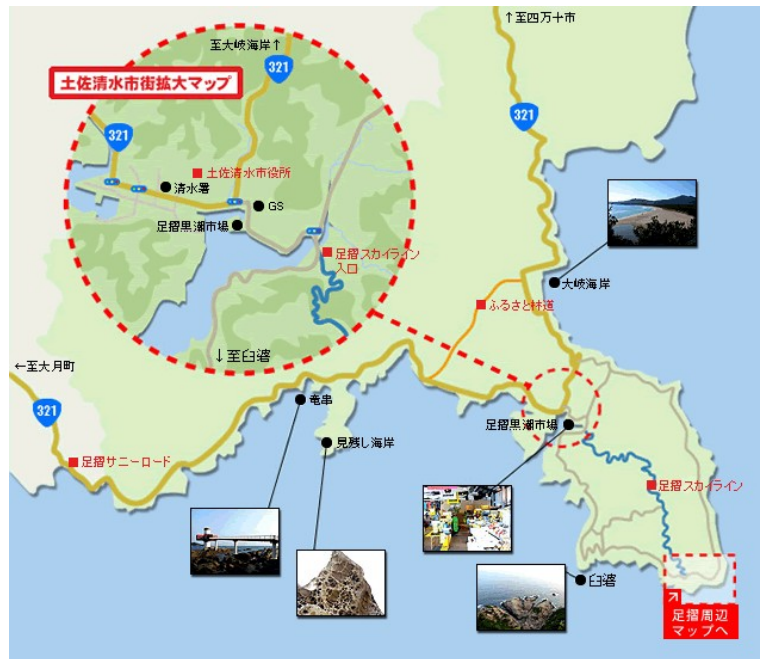 ↑至四万十市
至大岐海岸↑
321
土佐清水市街拡大マップ
321
321
土佐清水市役所
清水署
GS
足摺黒潮市場
足摺スカイライン
入口
大岐海岸
ふるさと林道
↓至臼碆
←至大月町
321
竜串
足摺黒潮市場
見残し海岸
足摺サニーロード
足摺スカイライン
臼碆
足摺周辺
マップへ